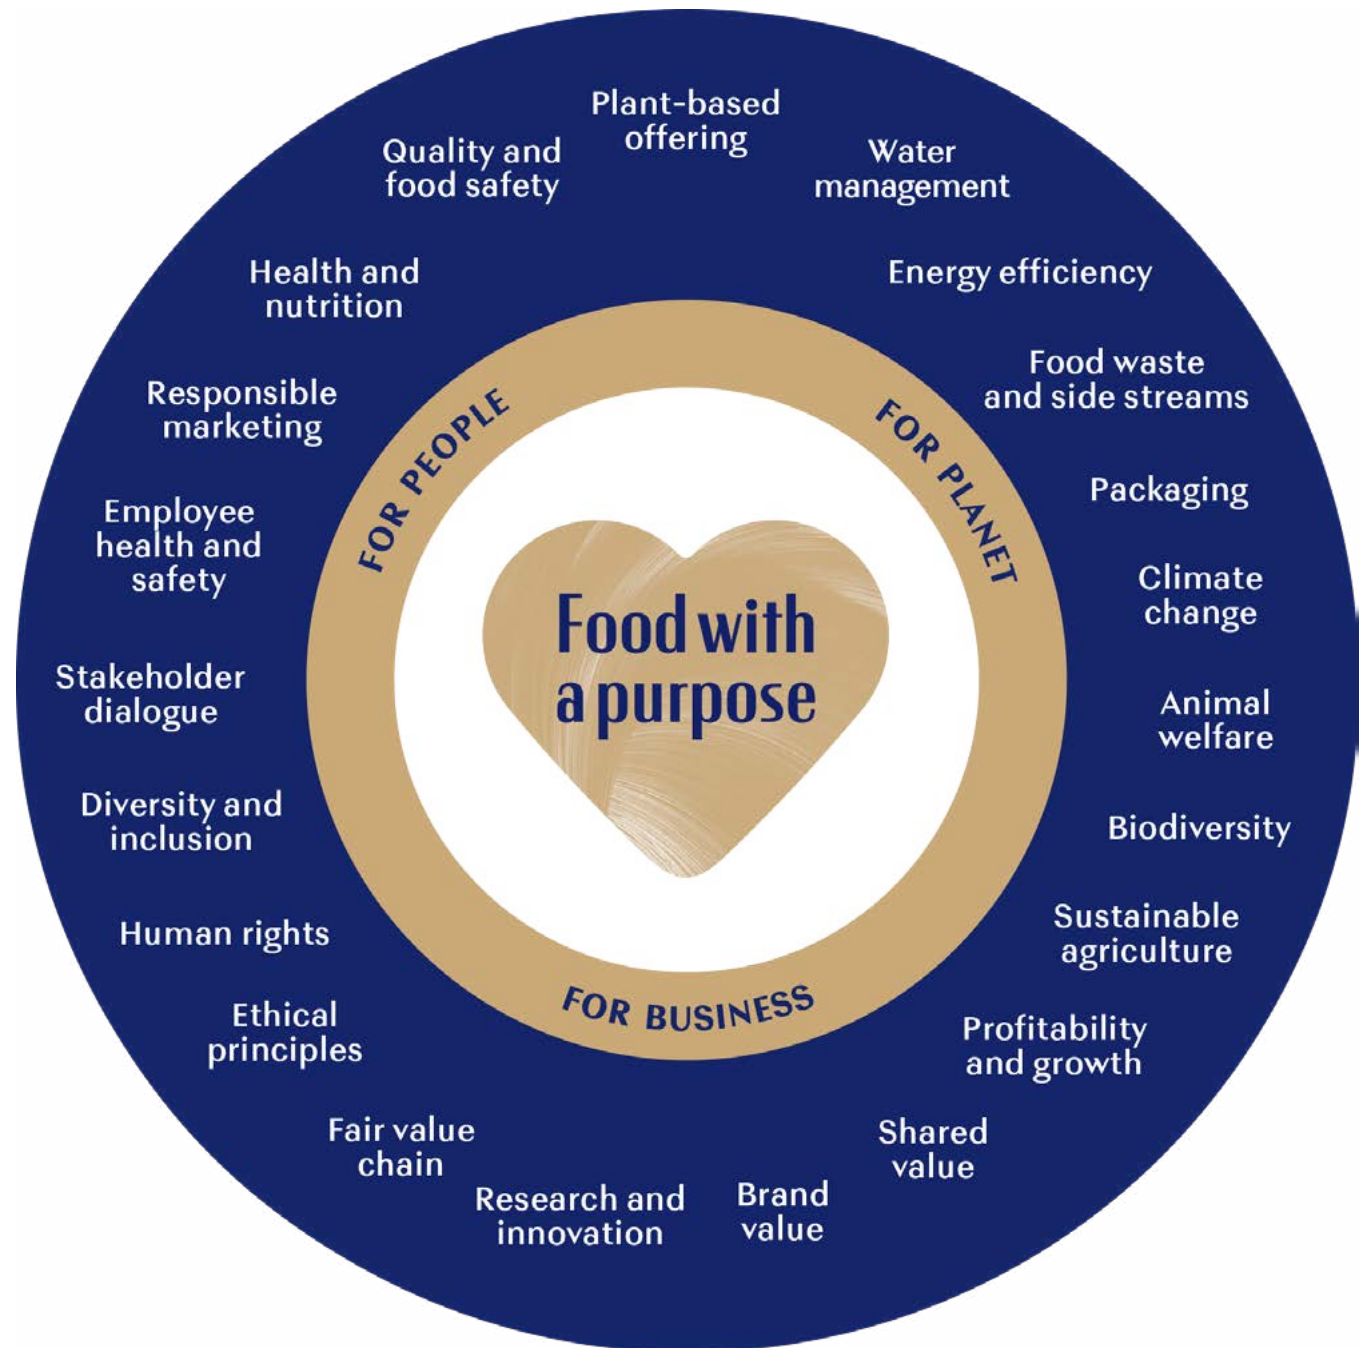 Plant-based
offering
Water
management
Energy efficiency
Food waste
and side streams
Packaging
Climate
change
Animal
welfare
Biodiversity
Sustainable
agriculture
Profitability
and growth
Shared
value
Brand
value
Research and
innovation
Fair value
chain
Ethical
principles
Human rights
Diversity and
inclusion
Stakeholder
dialogue
Employee
health and
safety
Responsible
marketing
Health and
nutrition
Quality and
food safety
FOR PEOPLE
FOR PLANET
FOR BUSINESS
Food with
a purpose